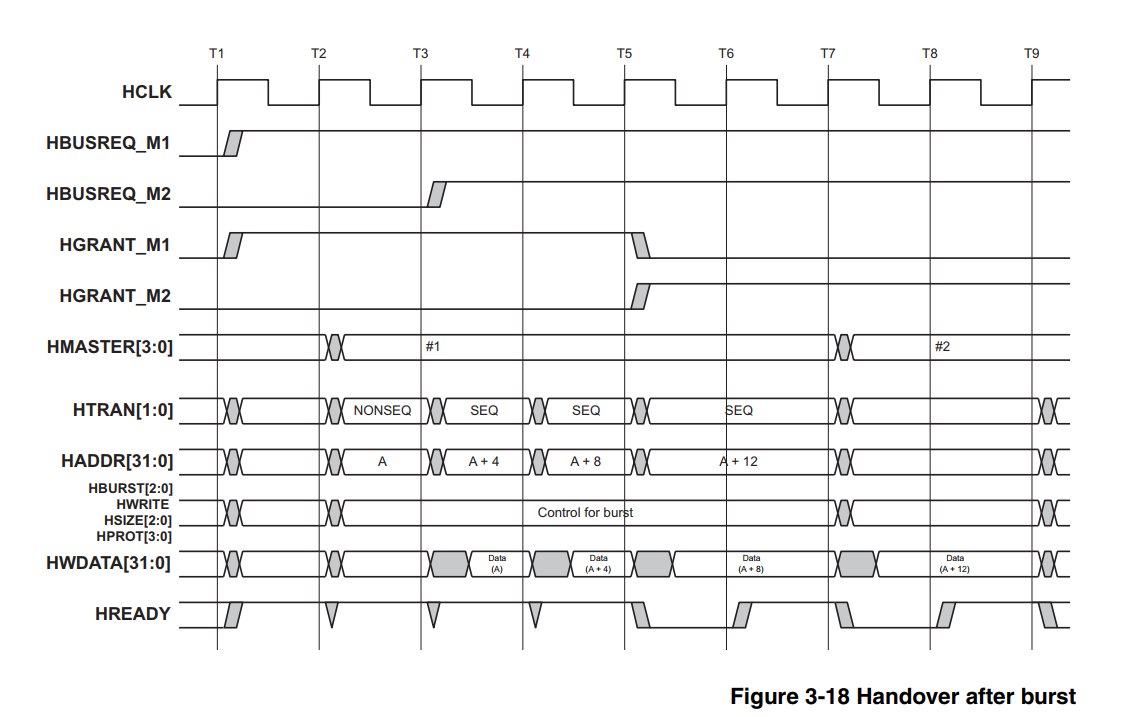 T1 T2 T3 T4 T5 T6 T7 T8 T9
HCLK
HBUSREQ_M1
HBUSREQ_M2
HGRANT_M1
HGRANT_M2
HMASTER[3:0] #1 #2
HTRAN[1:0] NONSEQ SEQ SEQ SEQ
HADDR[31:0] A A + 4 A + 8 A + 12
HBURST[2:0]
HWRITE
HSIZE[2:0]
HPROT[3:0]
Control for burst
HWDATA[31:0]
Data Data Data Data
(A) (A + 4) (A + 8) (A + 12)
HREADY
Figure 3-18 Handover after burst